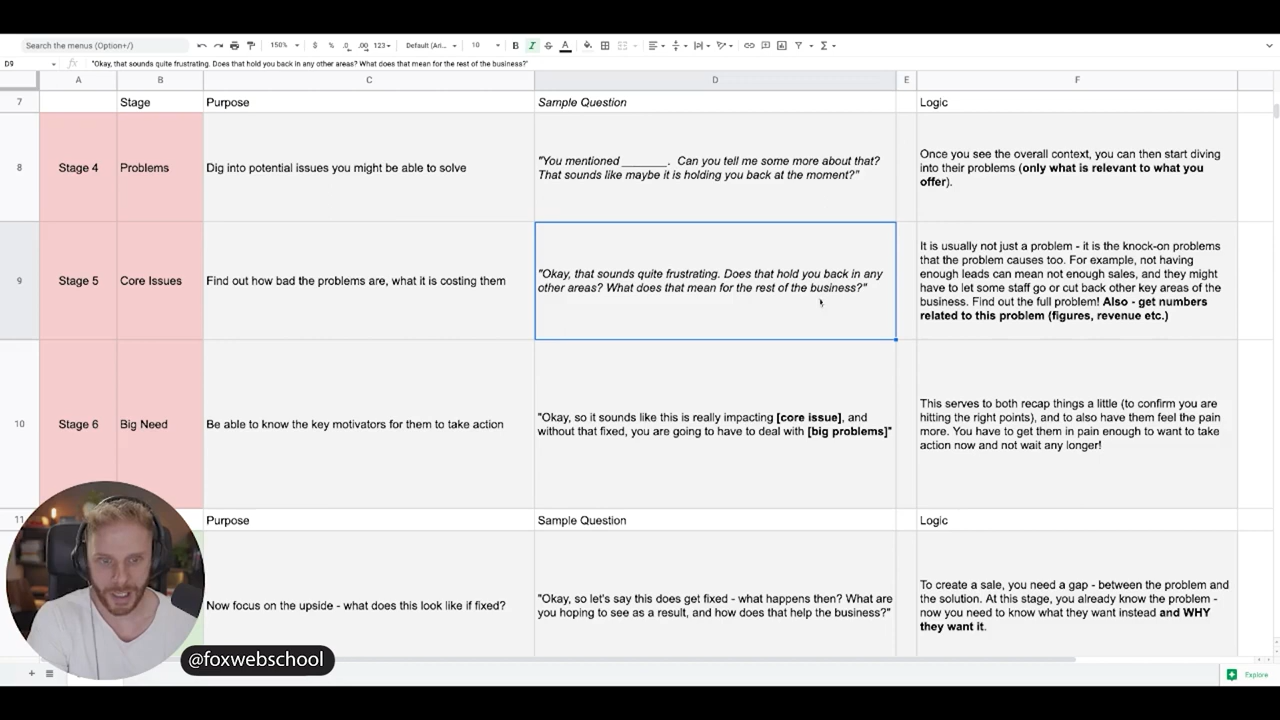 Search the menus (Option+/)
150%
$ % .0 .00 123
Default (Ari...
10
B I S A
D9
fx
"Okay, that sounds quite frustrating. Does that hold you back in any other areas? What does that mean for the rest of the business?"
A B C D E F
7 Stage Purpose Sample Question Logic
8
Stage 4
Problems
Dig into potential issues you might be able to solve
"You mentioned _______. Can you tell me some more about that?
That sounds like maybe it is holding you back at the moment?"
Once you see the overall context, you can then start diving
into their problems (only what is relevant to what you
offer).
9
Stage 5
Core Issues
Find out how bad the problems are, what it is costing them
"Okay, that sounds quite frustrating. Does that hold you back in any
other areas? What does that mean for the rest of the business?"
It is usually not just a problem - it is the knock-on problems
that the problem causes too. For example, not having
enough leads can mean not enough sales, and they might
have to let some staff go or cut back other key areas of the
business. Find out the full problem! Also - get numbers
related to this problem (figures, revenue etc.)
10
Stage 6
Big Need
Be able to know the key motivators for them to take action
"Okay, so it sounds like this is really impacting [core issue], and
without that fixed, you are going to have to deal with [big problems]"
This serves to both recap things a little (to confirm you are
hitting the right points), and to also have them feel the pain
more. You have to get them in pain enough to want to take
action now and not wait any longer!
11 Purpose Sample Question Logic
Now focus on the upside - what does this look like if fixed?
"Okay, so let's say this does get fixed - what happens then? What are
you hoping to see as a result, and how does that help the business?"
To create a sale, you need a gap - between the problem and
the solution. At this stage, you already know the problem -
now you need to know what they want instead and WHY
they want it.
@foxwebschool
Explore